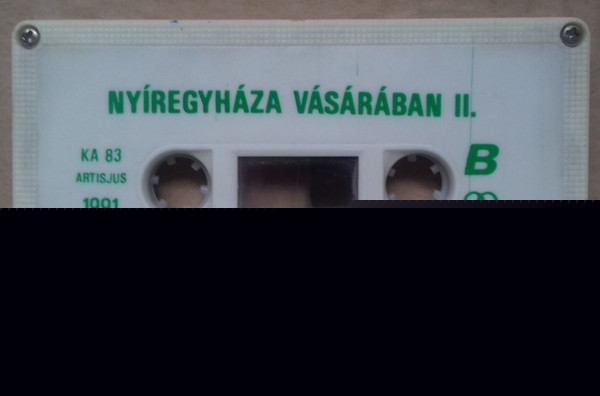 NYÍREGYHÁZA VÁSÁRÁBAN II.
KA 83
ARTISJUS
1991
B